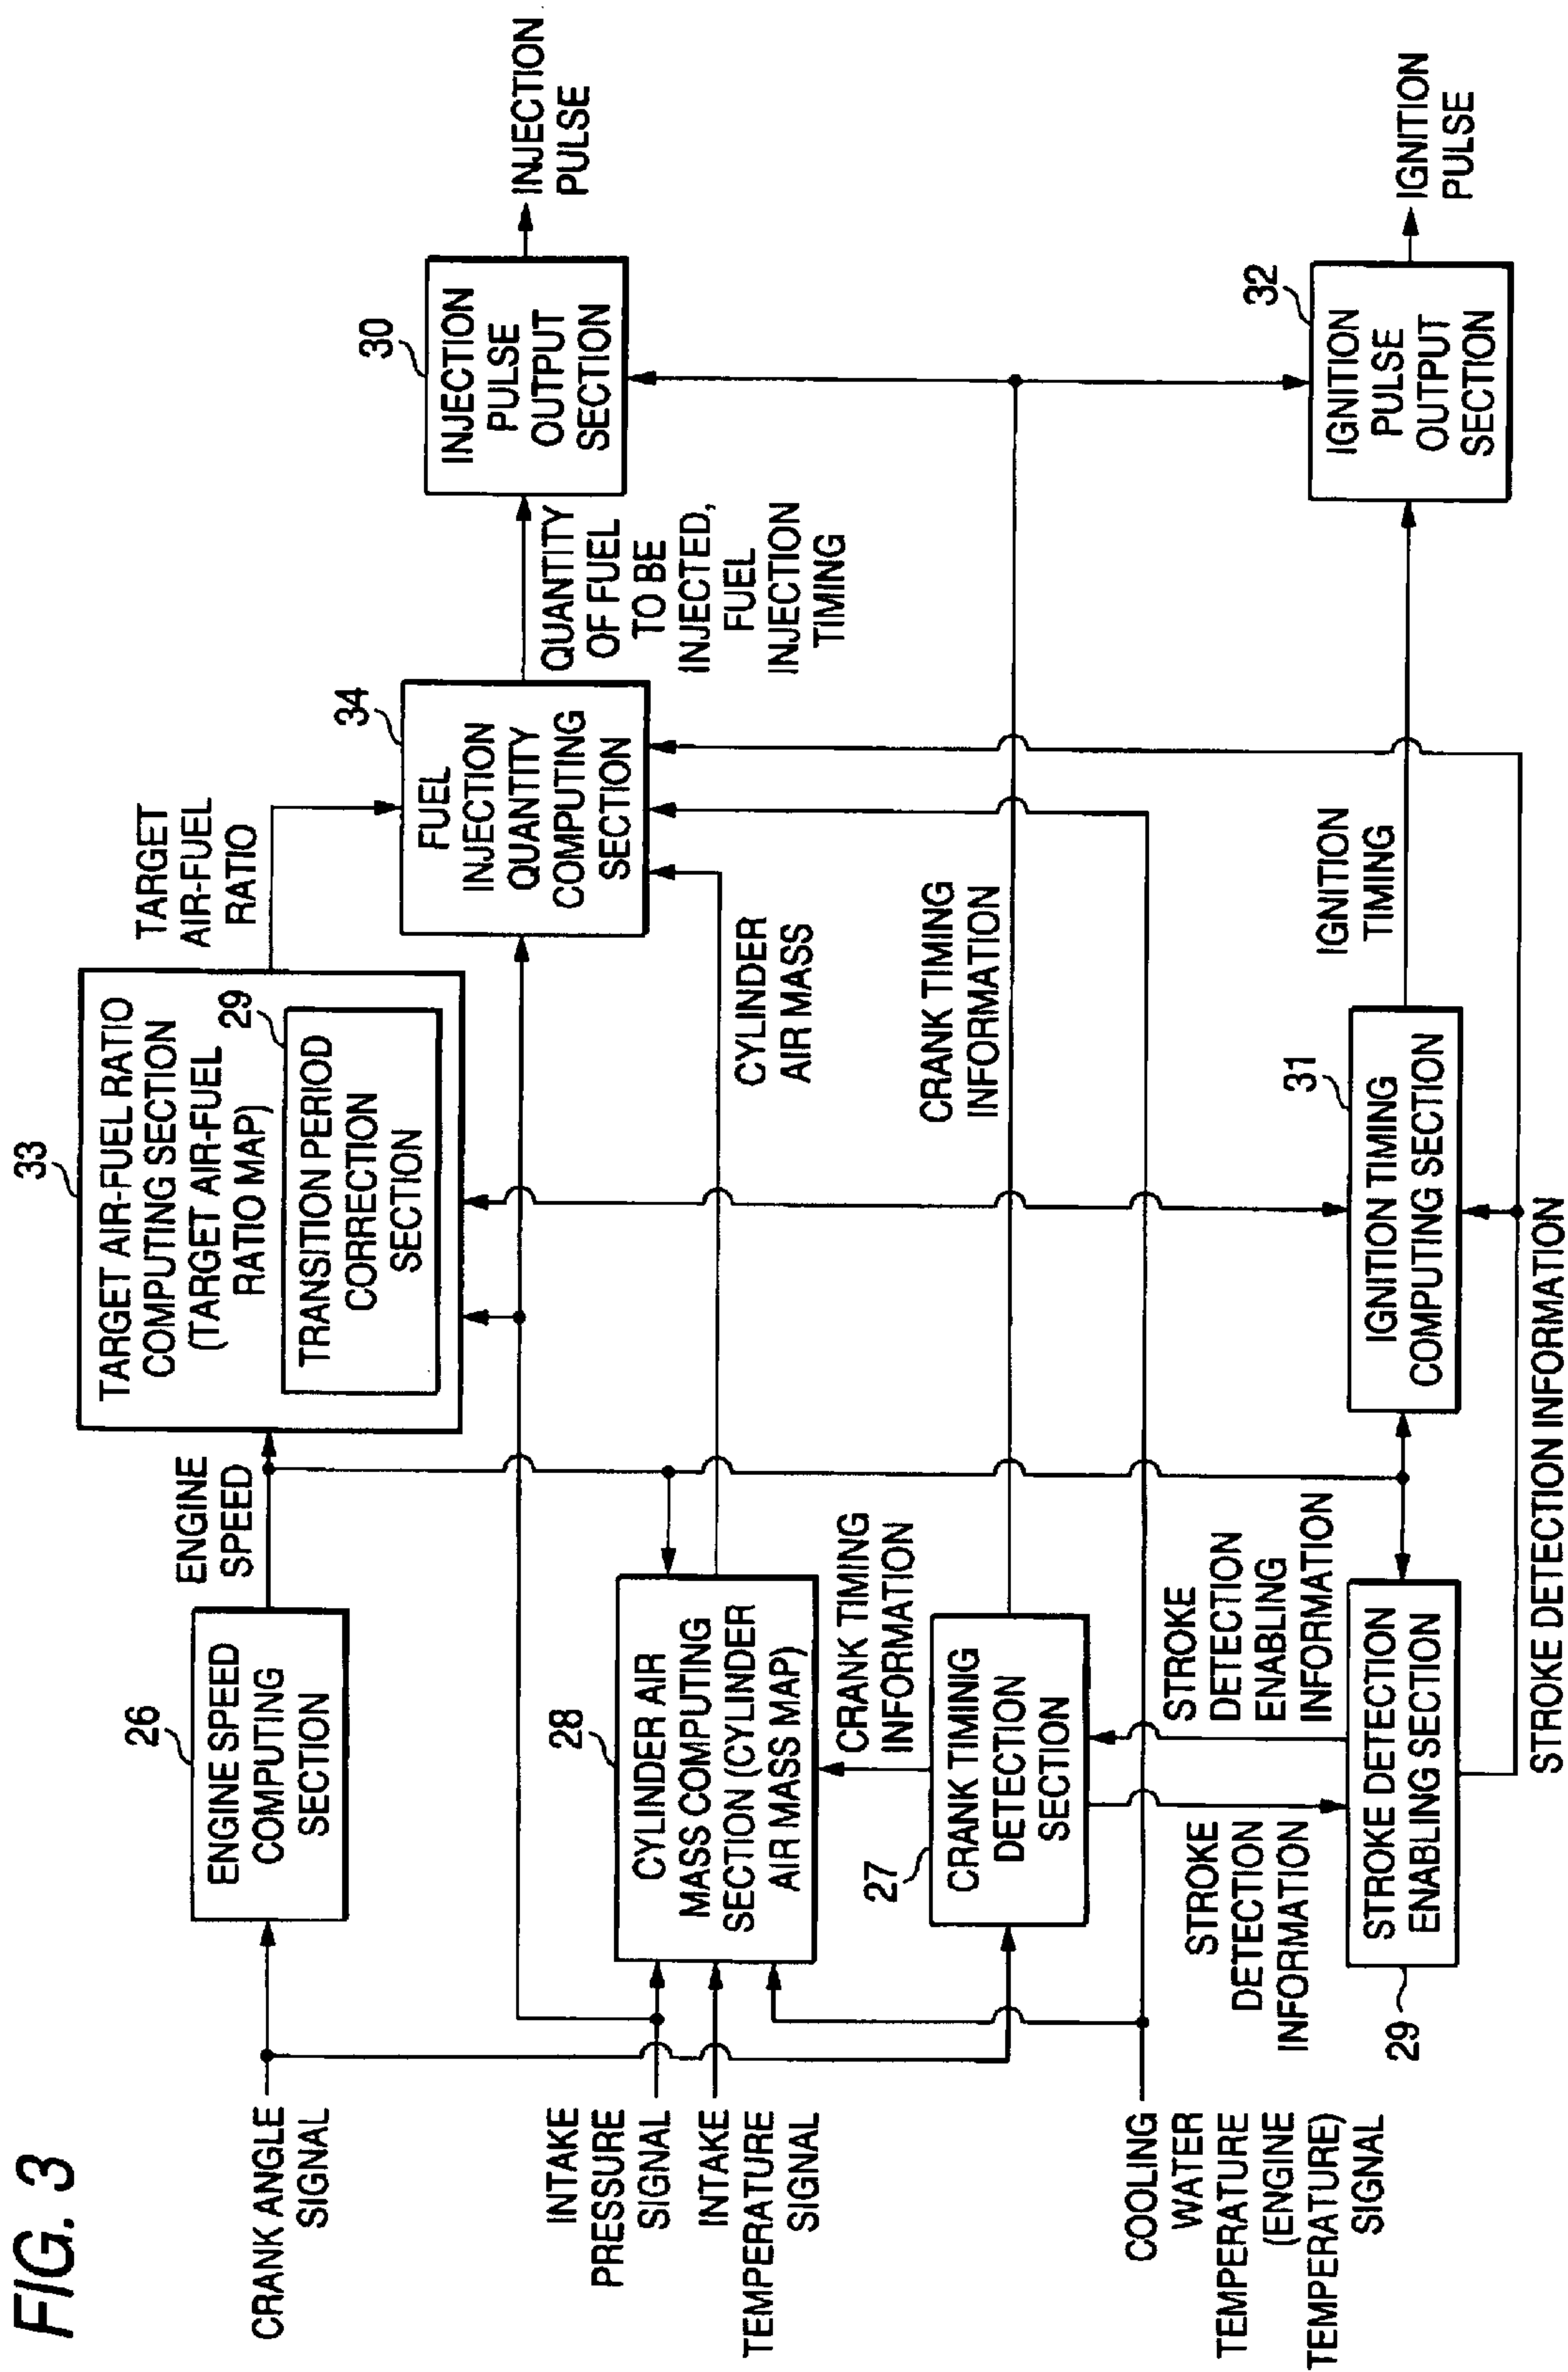 FIG. 3
CRANK ANGLE
SIGNAL
INTAKE
PRESSURE
SIGNAL
INTAKE
TEMPERATURE
SIGNAL
COOLING
WATER
TEMPERATURE
(ENGINE
TEMPERATURE)
SIGNAL
26
ENGINE SPEED
COMPUTING
SECTION
ENGINE
SPEED
28
CYLINDER AIR
MASS COMPUTING
SECTION (CYLINDER
AIR MASS MAP)
CRANK TIMING
INFORMATION
27
CRANK TIMINIG
DETECTION
SECTION
STROKE
DETECTION
INFORMATION
STROKE
DETECTION
ENABLING
INFORMATION
29
STROKE DETECTION
ENABLING SECTION
STROKE DETECTION INFORMATION
33
TARGET AIR-FUEL RATIO
COMPUTING SECTION
(TARGET AIR-FUEL
RATIO MAP)
29
TRANSITION PERIOD
CORRECTION
SECTION
TARGET
AIR-FUEL
RATIO
CYLINDER
AIR MASS
CRANK TIMING
INFORMATION
31
IGNITION TIMING
COMPUTING SECTION
IGNITION
TIMING
34
FUEL
INJECTION
QUANTITY
COMPUTING
SECTION
QUANTITY
OF FUEL
TO BE
INJECTED,
FUEL
INJECTION
TIMING
30
INJECTION
PULSE
OUTPUT
SECTION
INJECTION
PULSE
32
IGNITION
PULSE
OUTPUT
SECTION
IGNITION
PULSE